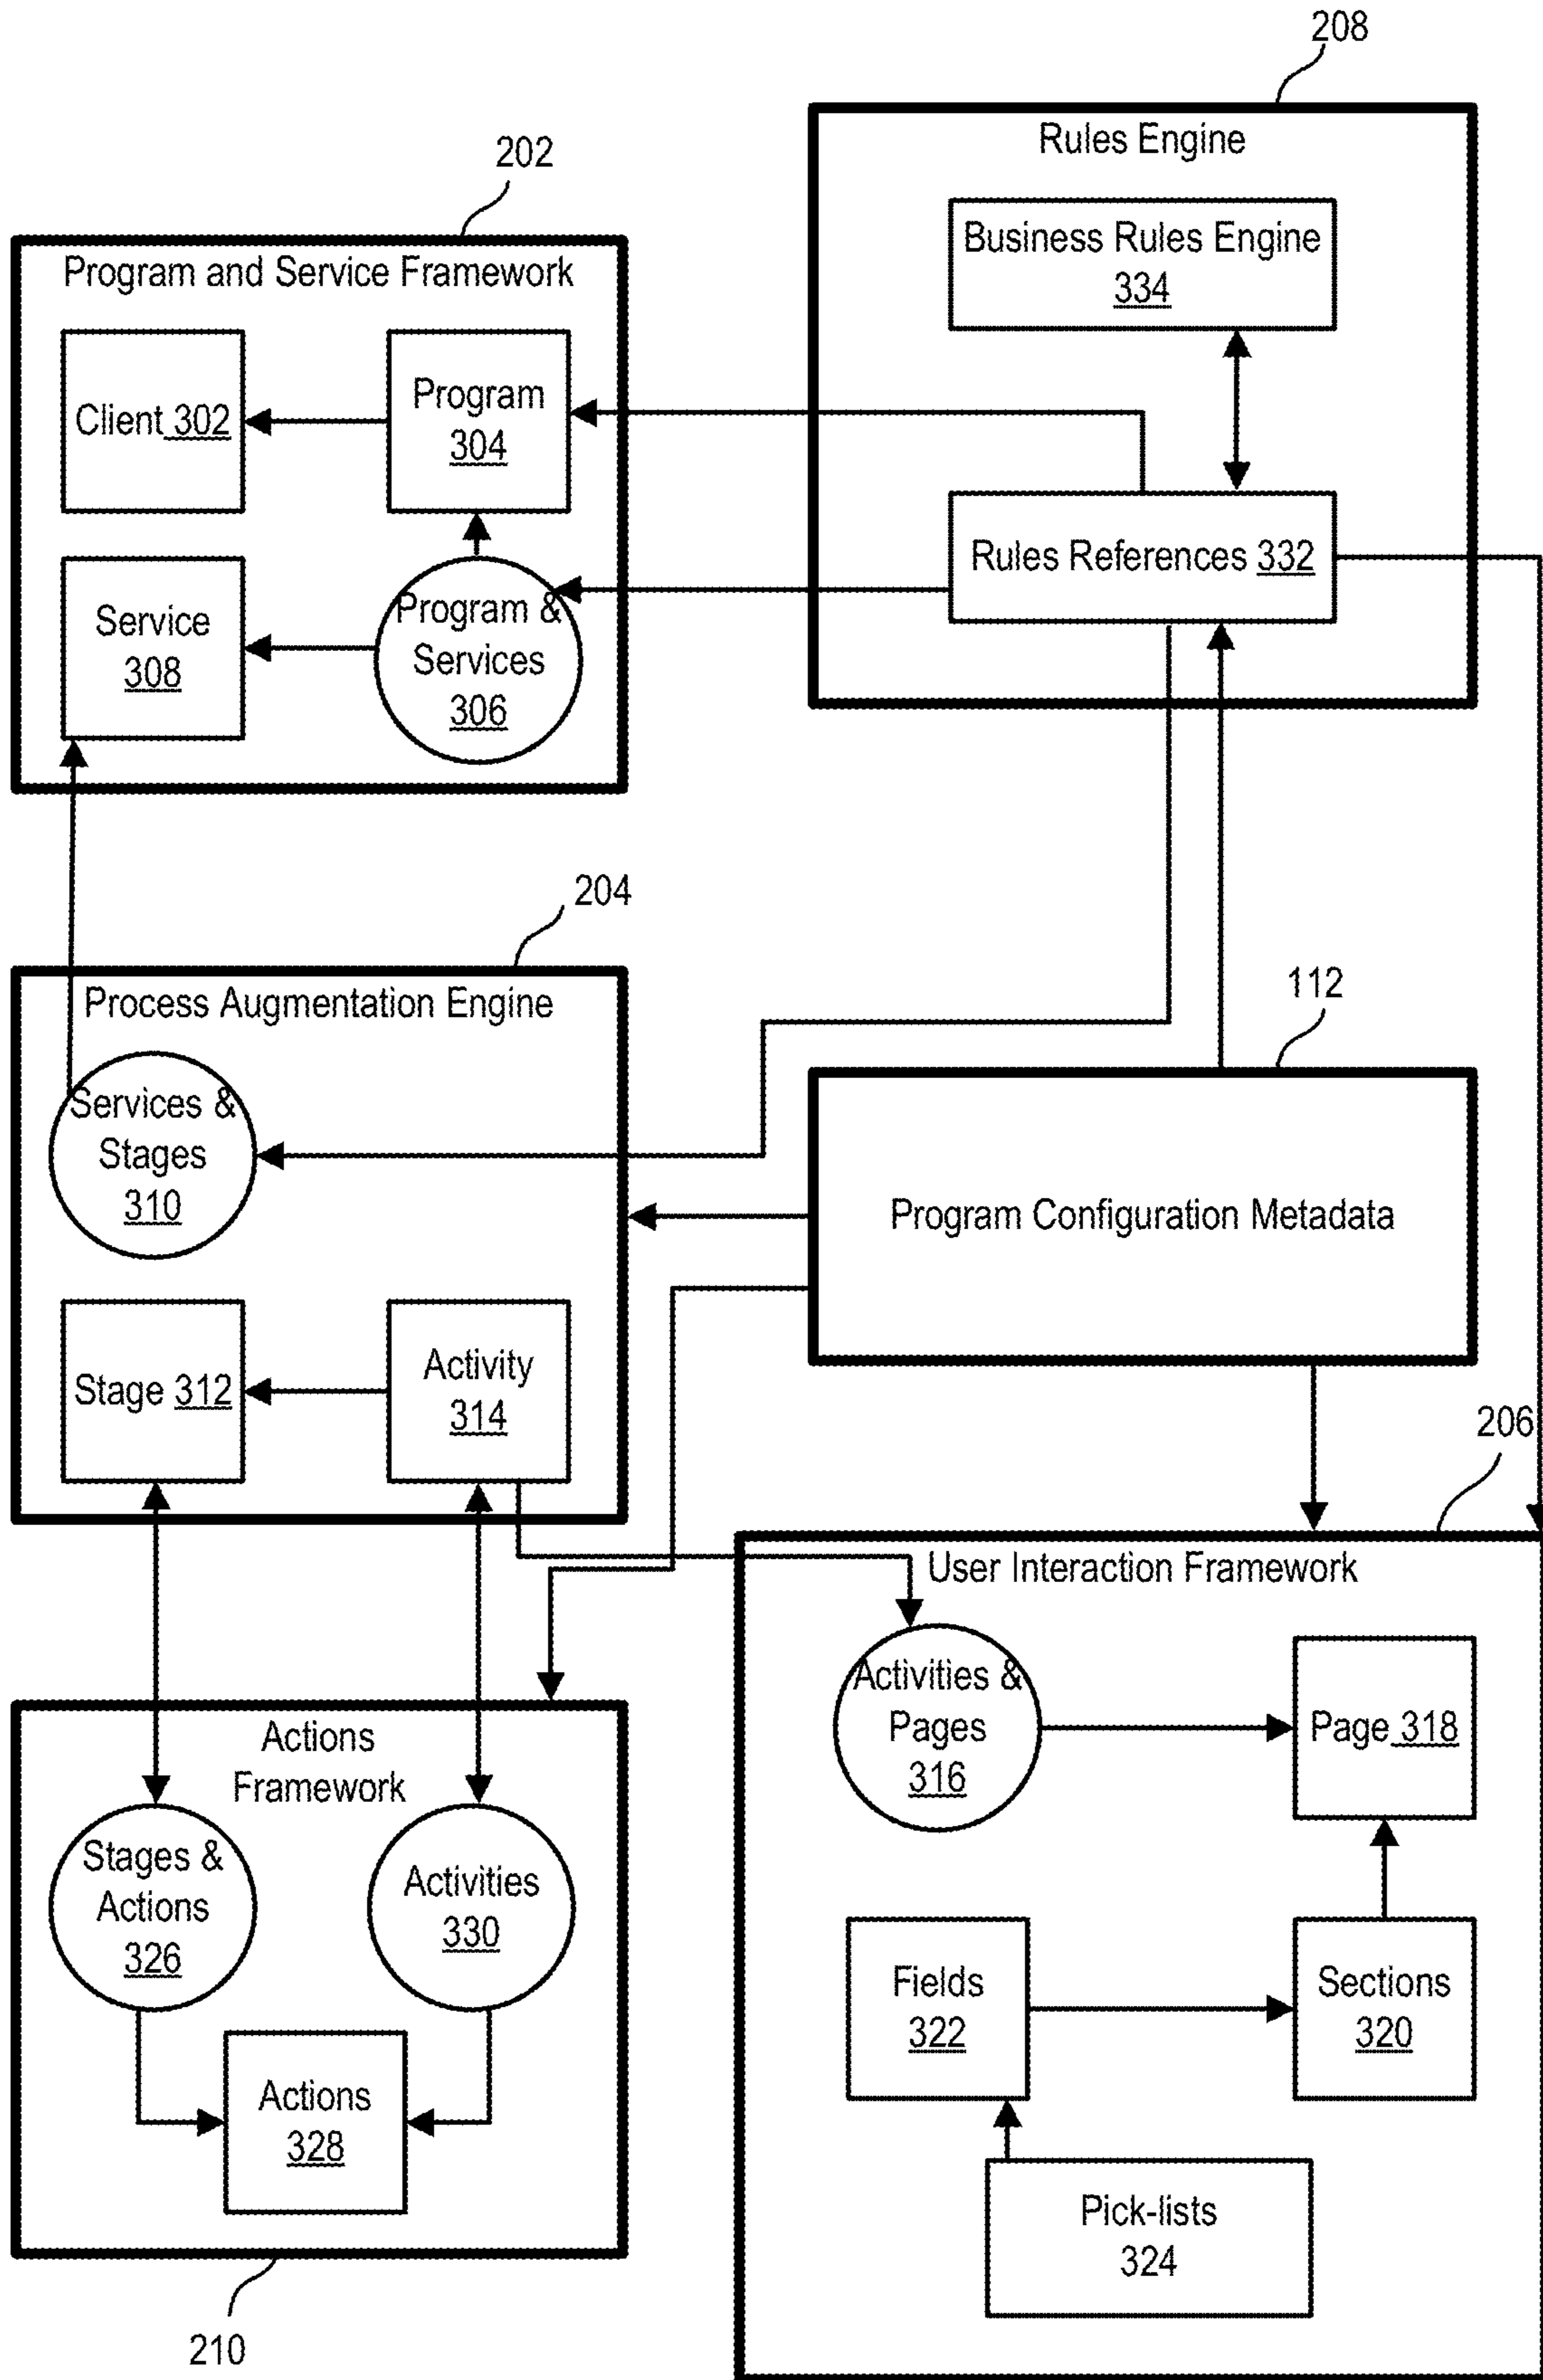 208
Rules Engine
Business Rules Engine
334
Rules References 332
202
Program and Service Framework
Client 302
Program
304
Service
308
Program &
Services
306
204
Process Augmentation Engine
Services &
Stages
310
Stage 312
Activity
314
112
Program Configuration Metadata
206
User Interaction Framework
Activities &
Pages
316
Page 318
Fields
322
Sections
320
Pick-lists
324
Actions
Framework
Stages &
Actions
326
Activities
330
Actions
328
210